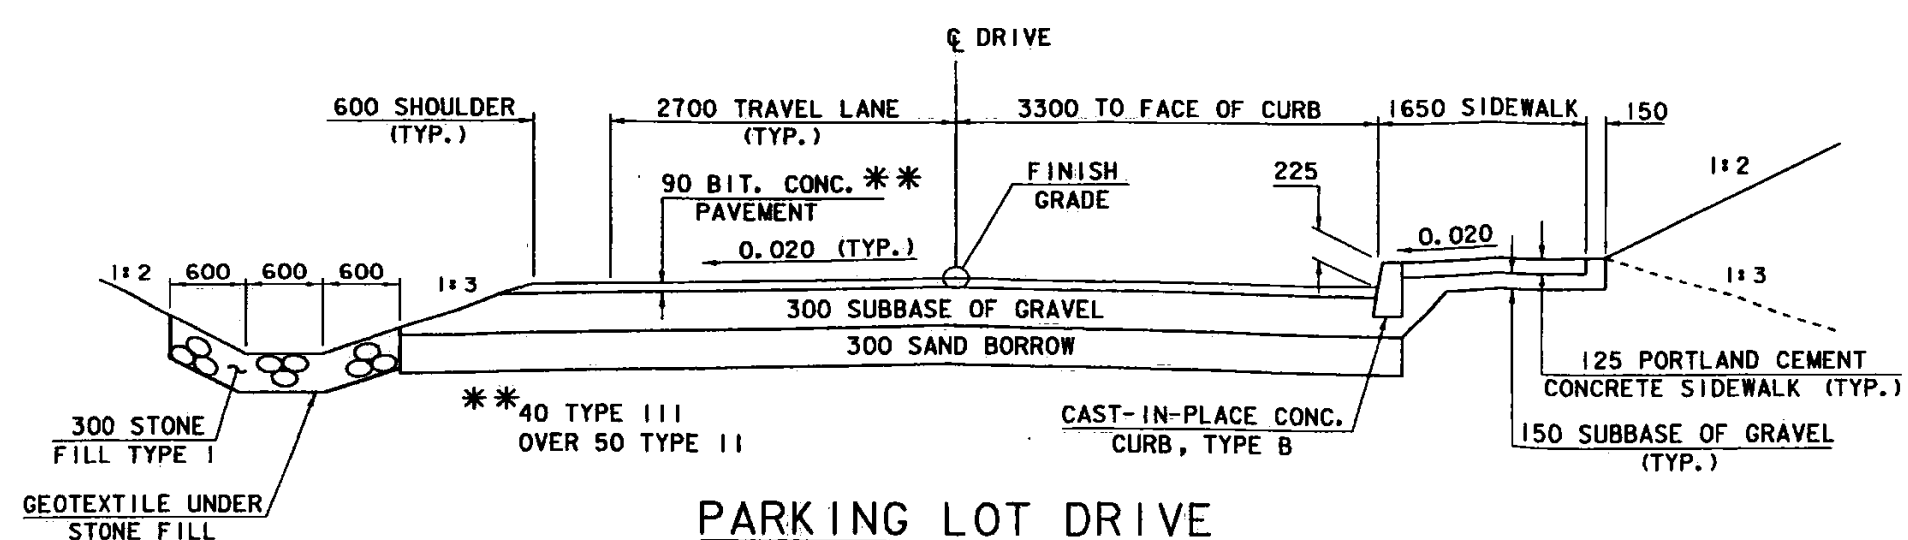 ℄ DRIVE
600 SHOULDER
(TYP.)
2700 TRAVEL LANE
(TYP.)
3300 TO FACE OF CURB
1650 SIDEWALK
150
90 BIT. CONC. **
PAVEMENT
FINISH
GRADE
225
1:2
0.020 (TYP.)
0.020
1:2
600
600
600
1:3
1:3
300 SUBBASE OF GRAVEL
300 SAND BORROW
125 PORTLAND CEMENT
CONCRETE SIDEWALK (TYP.)
**40 TYPE III
OVER 50 TYPE II
CAST-IN-PLACE CONC.
CURB, TYPE B
300 STONE
FILL TYPE I
150 SUBBASE OF GRAVEL
(TYP.)
GEOTEXTILE UNDER
STONE FILL
PARKING LOT DRIVE